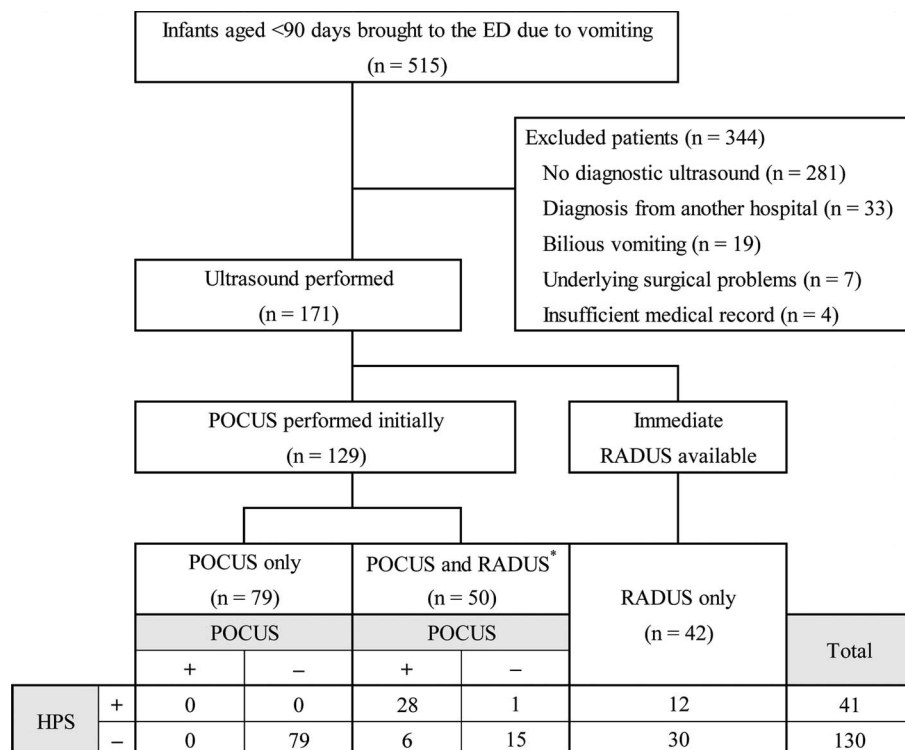 Infants aged <90 days brought to the ED due to vomiting
(n = 515)
Excluded patients (n = 344)
No diagnostic ultrasound (n = 281)
Diagnosis from another hospital (n = 33)
Bilious vomiting (n = 19)
Underlying surgical problems (n = 7)
Insufficient medical record (n = 4)
Ultrasound performed
(n = 171)
POCUS performed initially
(n = 129)
Immediate
RADUS available
POCUS only
(n = 79)
POCUS and RADUS*
(n = 50)
RADUS only
(n = 42)
POCUS POCUS
Total
+ – + –
HPS
+ 0 0 28 1 12 41
– 0 79 6 15 30 130